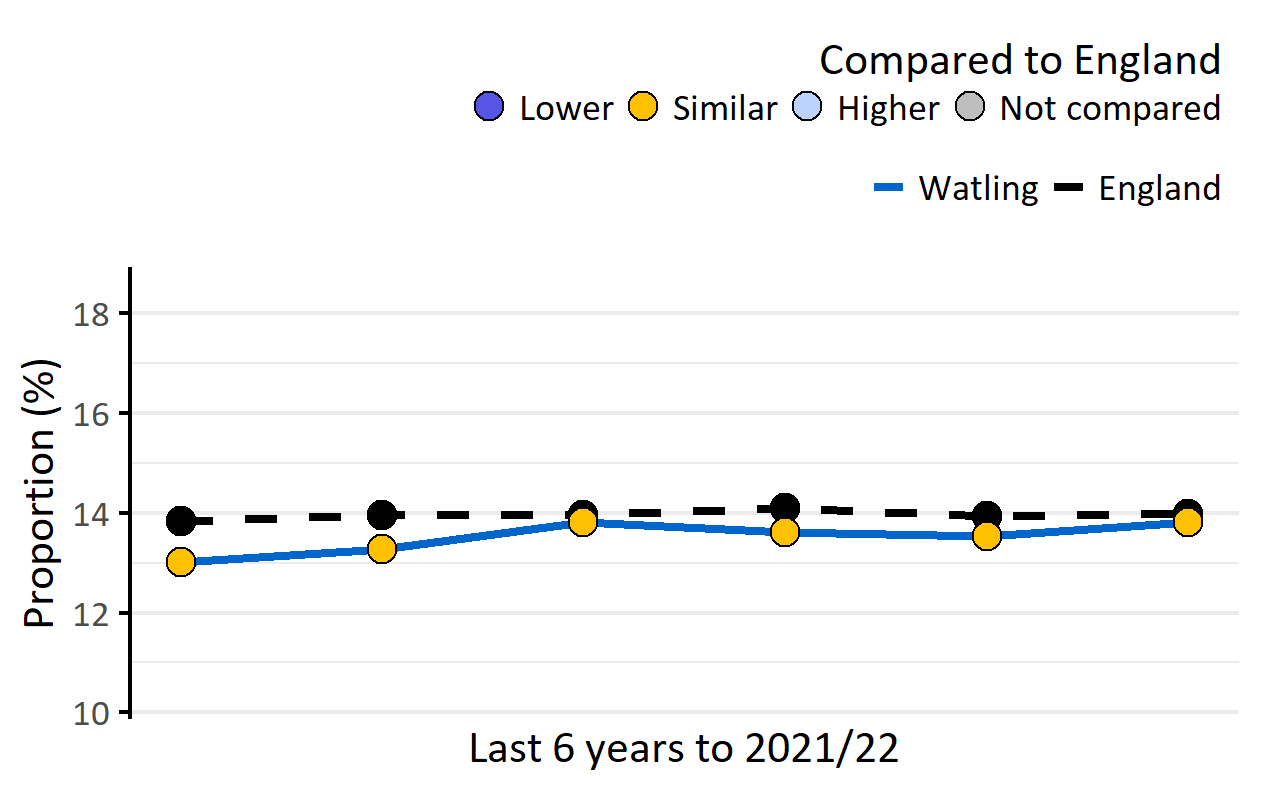 Compared to England
Lower Similar Higher Not compared
Watling England
Proportion (%)
18
16
14
12
10
Last 6 years to 2021/22